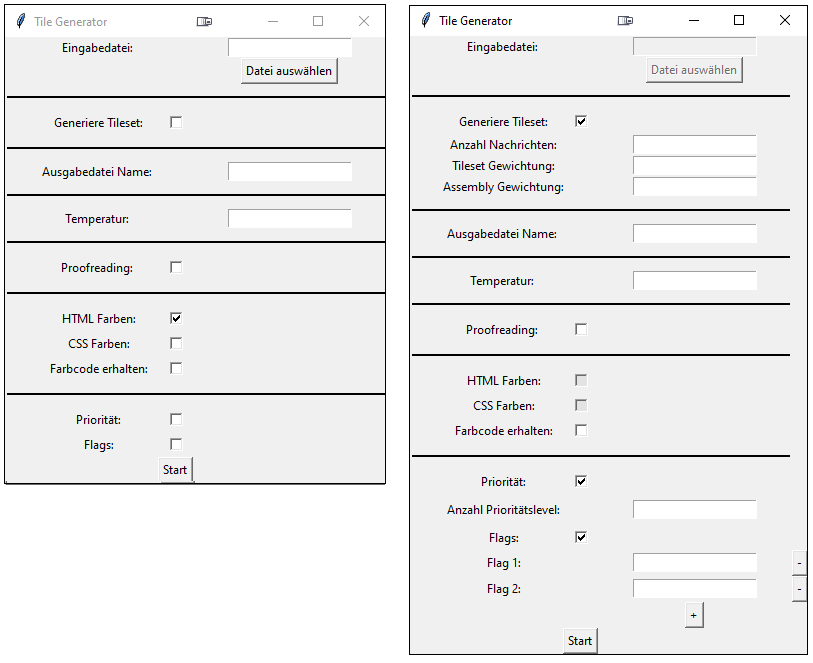 Tile Generator
Eingabedatei:
Datei auswählen
Generiere Tileset:
Ausgabedatei Name:
Temperatur:
Proofreading:
HTML Farben:
CSS Farben:
Farbcode erhalten:
Priorität:
Flags:
Start
Tile Generator
Eingabedatei:
Datei auswählen
Generiere Tileset:
Anzahl Nachrichten:
Tileset Gewichtung:
Assembly Gewichtung:
Ausgabedatei Name:
Temperatur:
Proofreading:
HTML Farben:
CSS Farben:
Farbcode erhalten:
Priorität:
Anzahl Prioritätslevel:
Flags:
Flag 1: -
Flag 2: -
+
Start